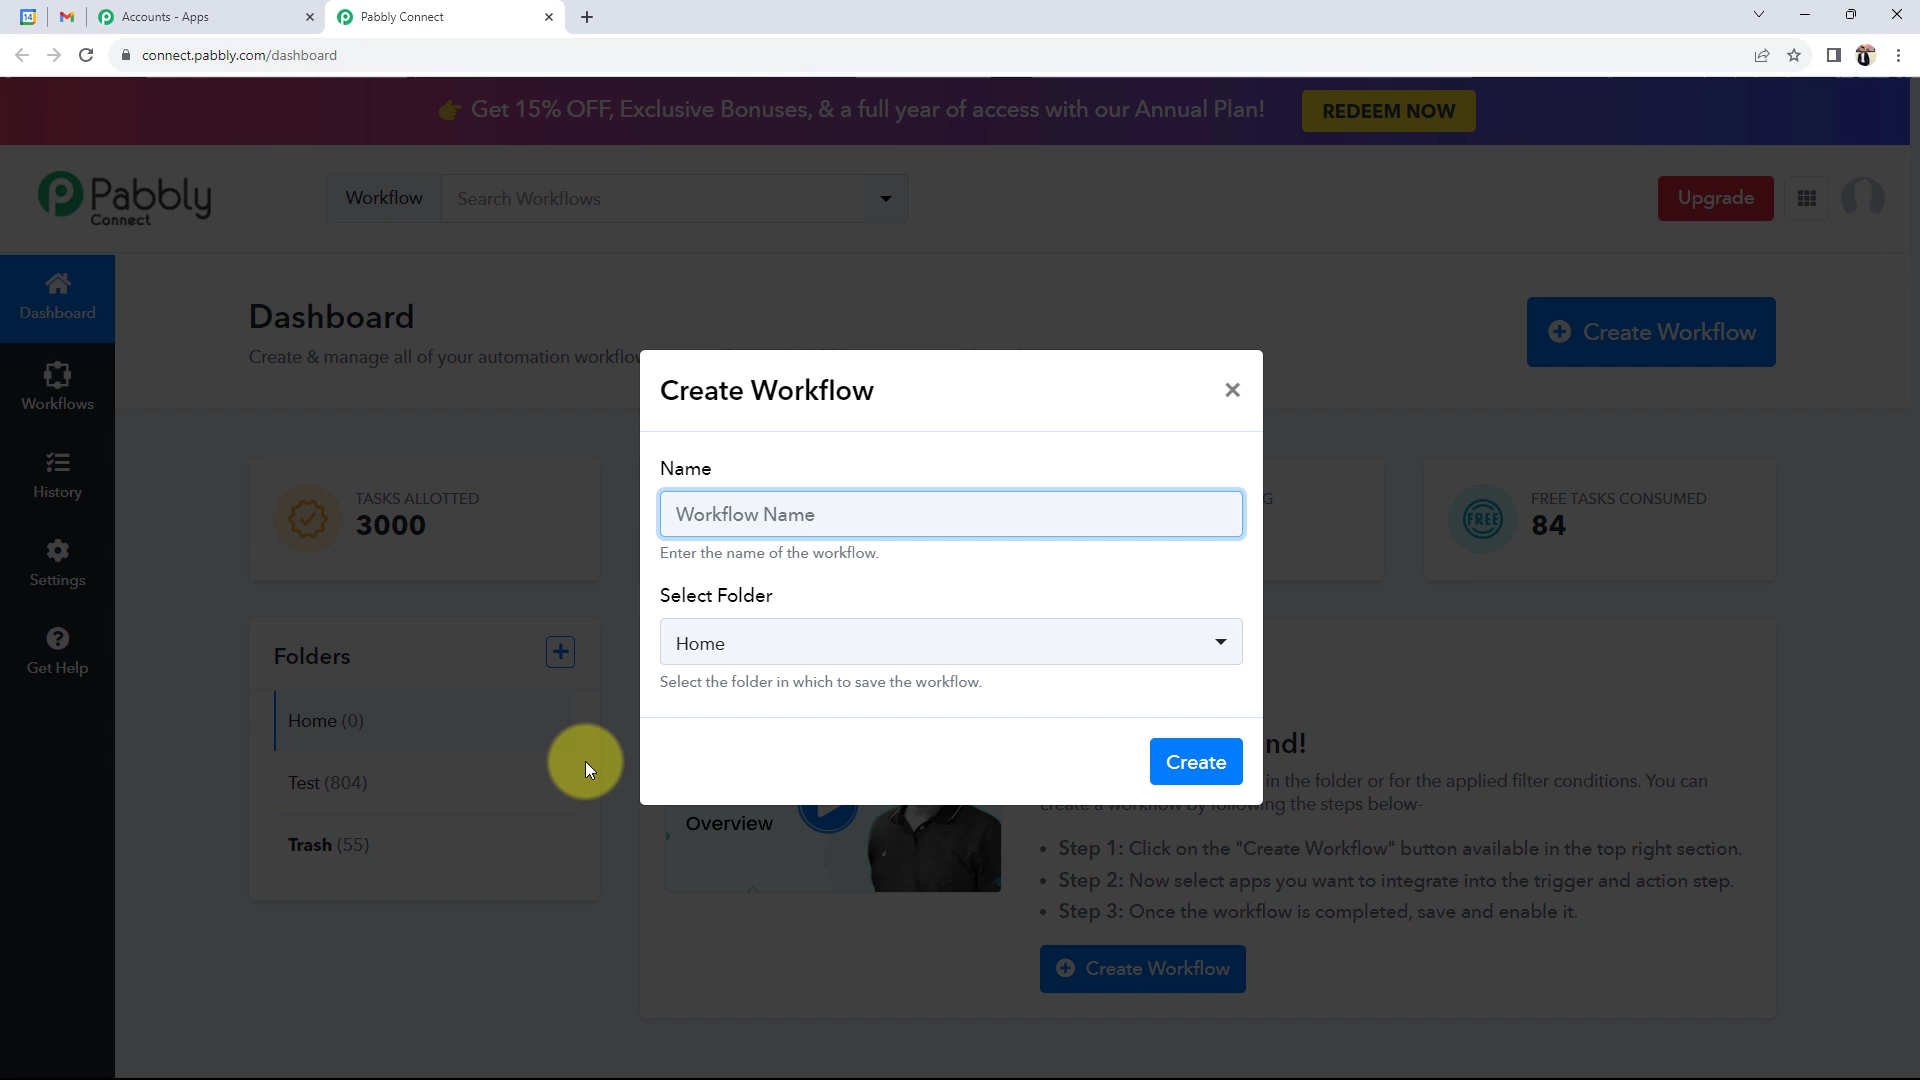 14
Accounts - Apps
Pabbly Connect
connect.pabbly.com/dashboard
Get 15% OFF, Exclusive Bonuses, & a full year of access with our Annual Plan!
REDEEM NOW
Pabbly
Connect
Workflow
Search Workflows
Upgrade
Dashboard
Workflows
History
Settings
Get Help
Dashboard
Create & manage all of your automation
Create Workflow
TASKS ALLOTTED
3000
G
FREE
FREE TASKS CONSUMED
84
Folders
Home (0)
Test (804)
Trash (55)
Create Workflow
Name
Workflow Name
Enter the name of the workflow.
Select Folder
Home
Select the folder in which to save the workflow.
Create
Overview
nd!
in the folder or for the applied filter conditions. You can
create a workflow by following the steps below-
• Step 1: Click on the "Create Workflow" button available in the top right section.
• Step 2: Now select apps you want to integrate into the trigger and action step.
• Step 3: Once the workflow is completed, save and enable it.
Create Workflow